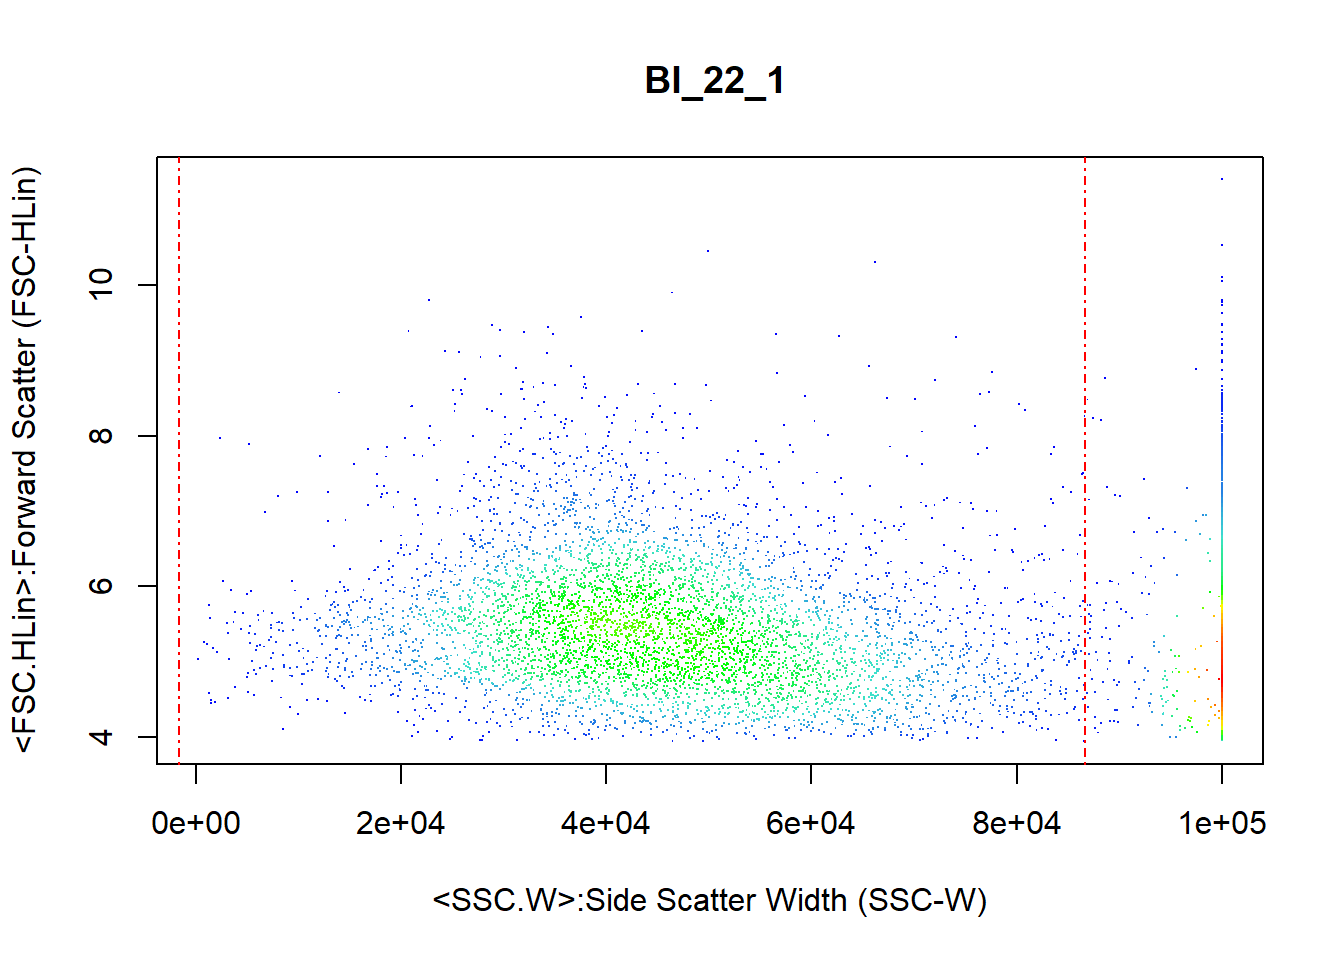 BI_22_1
<FSC.HLin>:Forward Scatter (FSC-HLin)
10
8
6
4
0e+00 2e+04 4e+04 6e+04 8e+04 1e+05
<SSC.W>:Side Scatter Width (SSC-W)